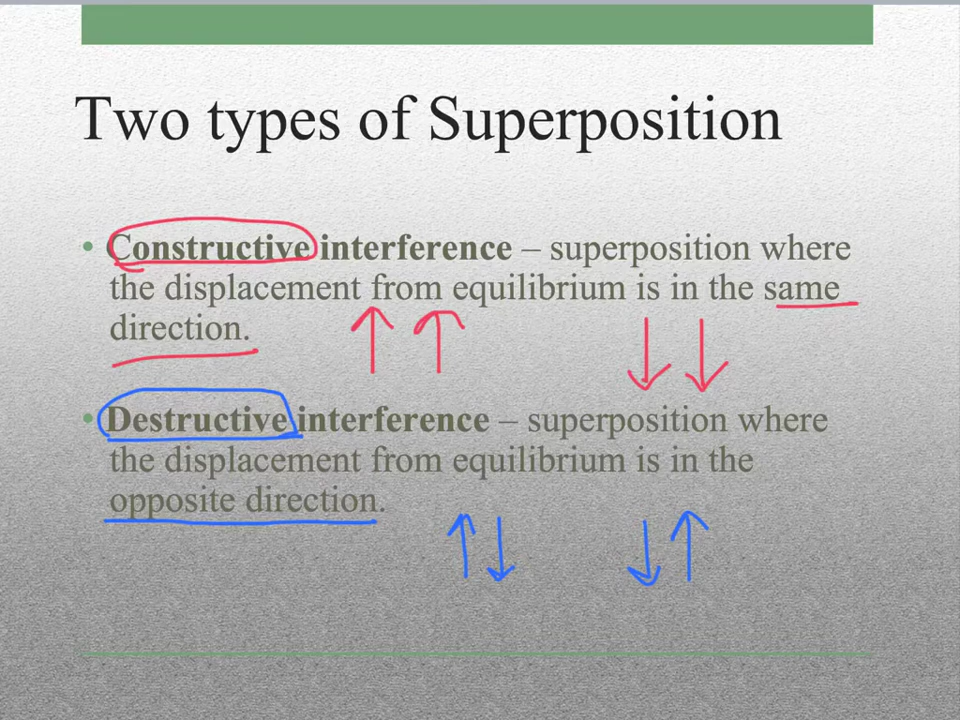 Two types of Superposition
• Constructive interference – superposition where
the displacement from equilibrium is in the same
direction.
• Destructive interference – superposition where
the displacement from equilibrium is in the
opposite direction.